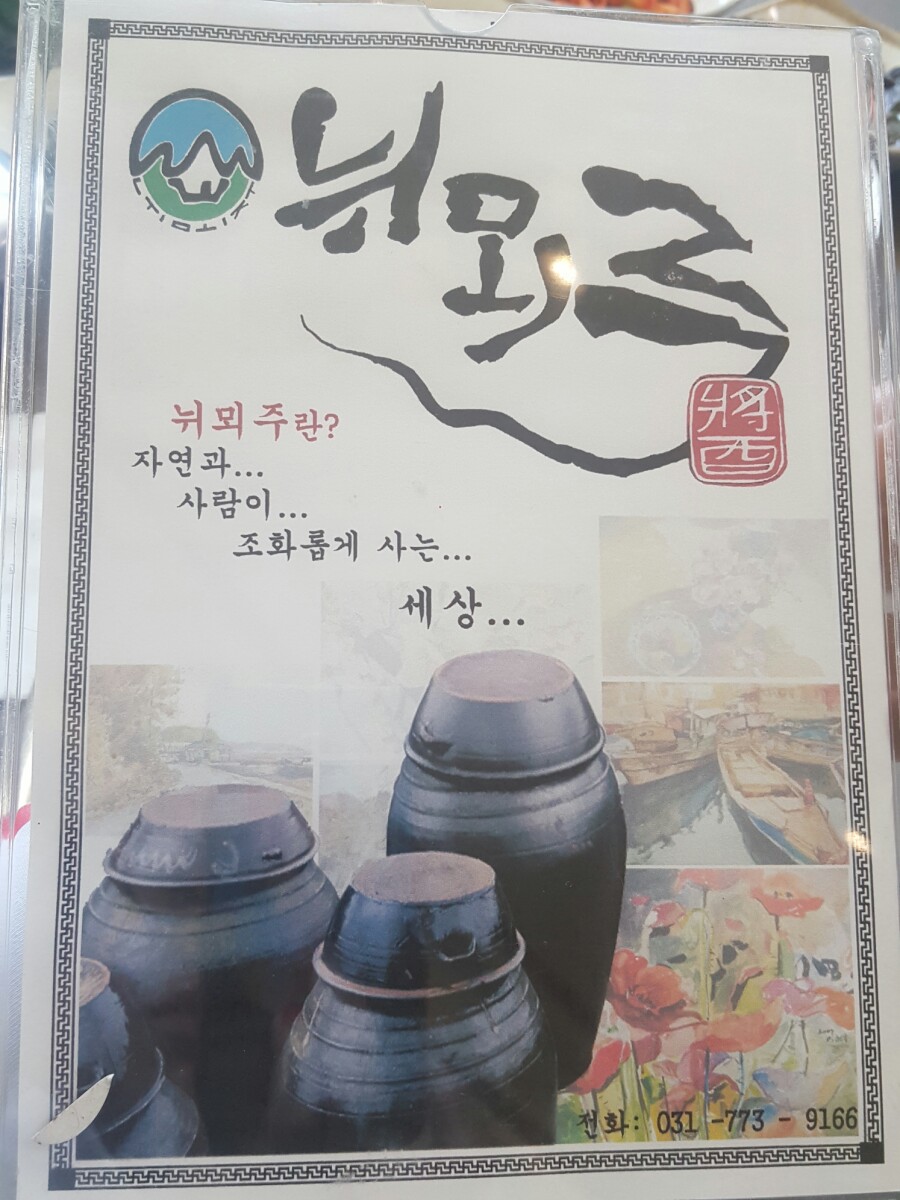 뉘뫼주
뉘뫼주란?
자연과...
사람이...
조화롭게 사는...
세상...
전화: 031 -773 - 9166